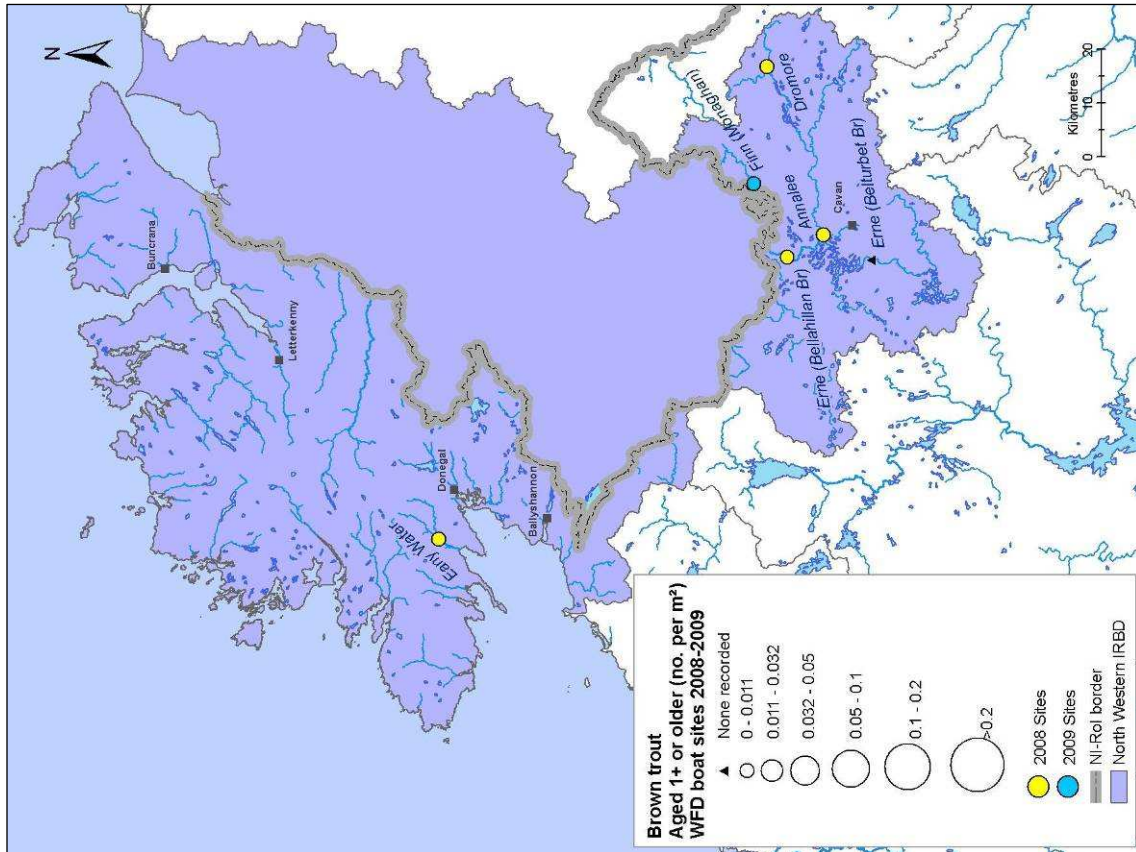 N
Buncrana
Letterkenny
Donegal
Eany Water
Ballyshannon
Finn (Monaghan)
Dromore
Annalee
Cavan
Erne (Bellahillan Br)
Erne (Belturbet Br)
Brown trout
Aged 1+ or older (no. per m²)
WFD boat sites 2008-2009
None recorded
0 - 0.011
0.011 - 0.032
0.032 - 0.05
0.05 - 0.1
0.1 - 0.2
>0.2
2008 Sites
2009 Sites
NI-RoI border
North Western IRBD
0 10 20
Kilometres